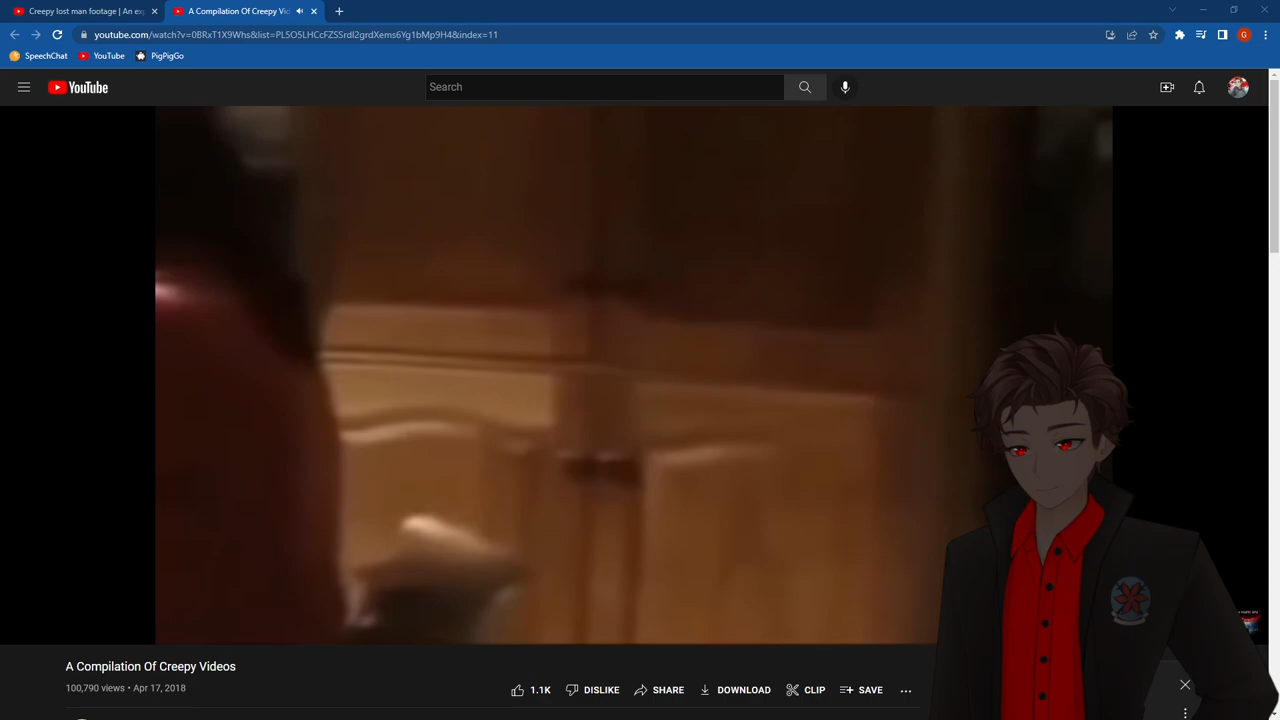 Creepy lost man footage | An ex
A Compilation Of Creepy Vid
youtube.com/watch?v=0BRxT1X9Whs&list=PL5O5LHCcFZSSrdI2grdXems6Yg1bMp9H4&index=11
G
SpeechChat
YouTube
PigPigGo
YouTube
Search
A Compilation Of Creepy Videos
100,790 views • Apr 17, 2018
1.1K
DISLIKE
SHARE
DOWNLOAD
CLIP
SAVE